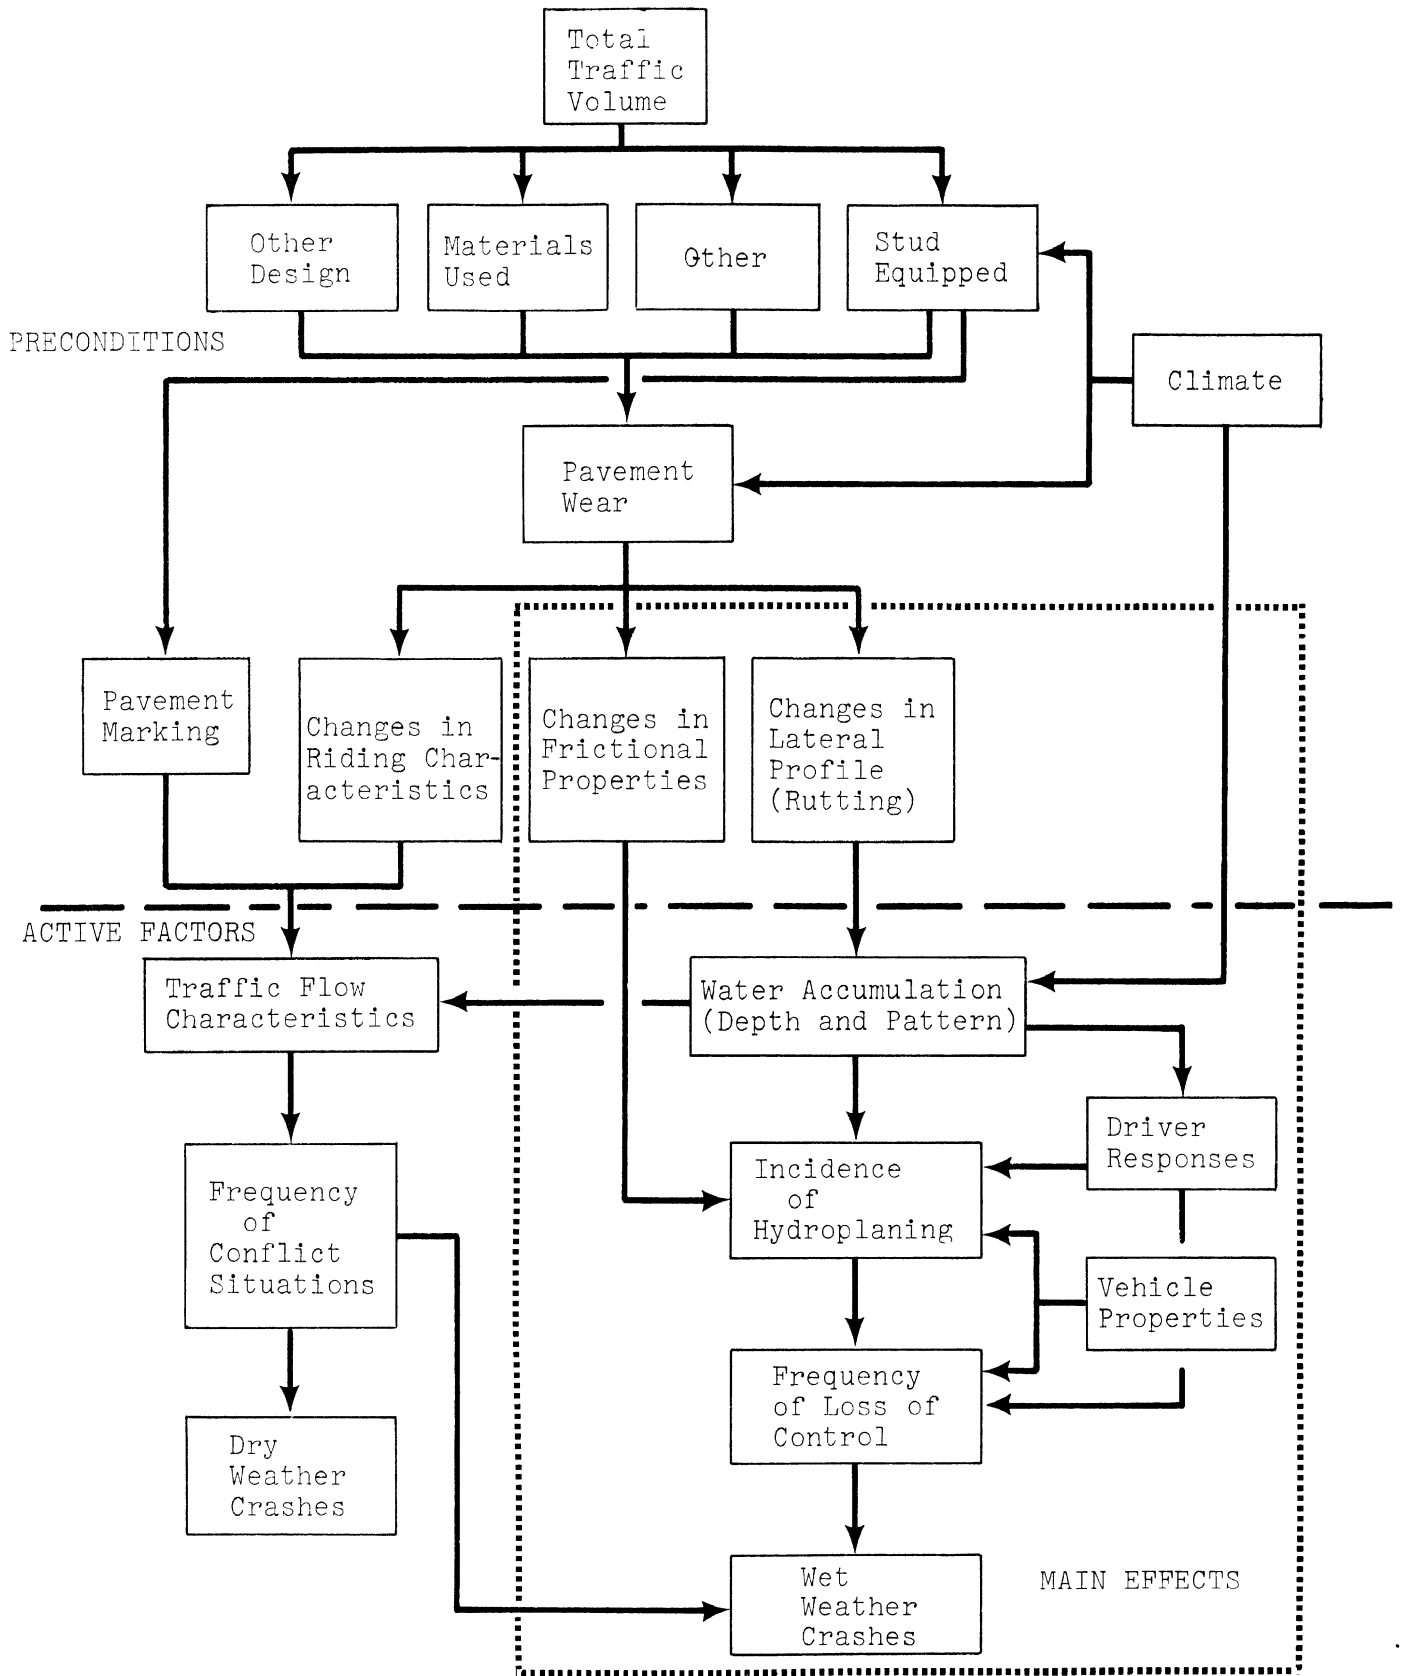 Total
Traffic
Volume
Other
Design
Materials
Used
Other
Stud
Equipped
PRECONDITIONS
Climate
Pavement
Wear
Pavement
Marking
Changes in
Riding Char-
acteristics
Changes in
Frictional
Properties
Changes in
Lateral
Profile
(Rutting)
ACTIVE FACTORS
Traffic Flow
Characteristics
Water Accumulation
(Depth and Pattern)
Driver
Responses
Incidence
of
Hydroplaning
Frequency
of
Conflict
Situations
Vehicle
Properties
Frequency
of Loss of
Control
Dry
Weather
Crashes
Wet
Weather
Crashes
MAIN EFFECTS